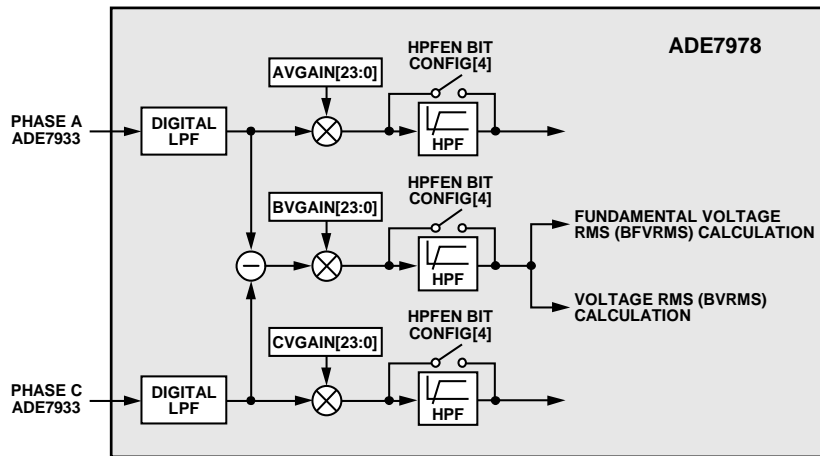 ADE7978
HPFEN BIT
CONFIG[4]
AVGAIN[23:0]
PHASE A
ADE7933
DIGITAL
LPF
HPF
HPFEN BIT
CONFIG[4]
BVGAIN[23:0]
FUNDAMENTAL VOLTAGE
RMS (BFVRMS) CALCULATION
HPF
VOLTAGE RMS (BVRMS)
CALCULATION
HPFEN BIT
CONFIG[4]
CVGAIN[23:0]
PHASE C
ADE7933
DIGITAL
LPF
HPF